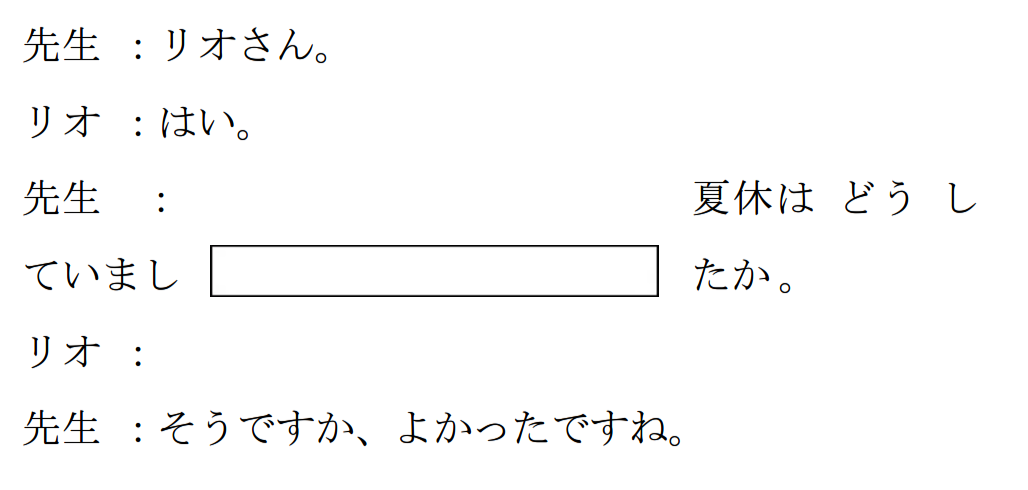 先生 ：リオさん。
リオ ：はい。
先生 ： 夏休は どう し
ていまし たか。
リオ ：
先生 ：そうですか、よかったですね。